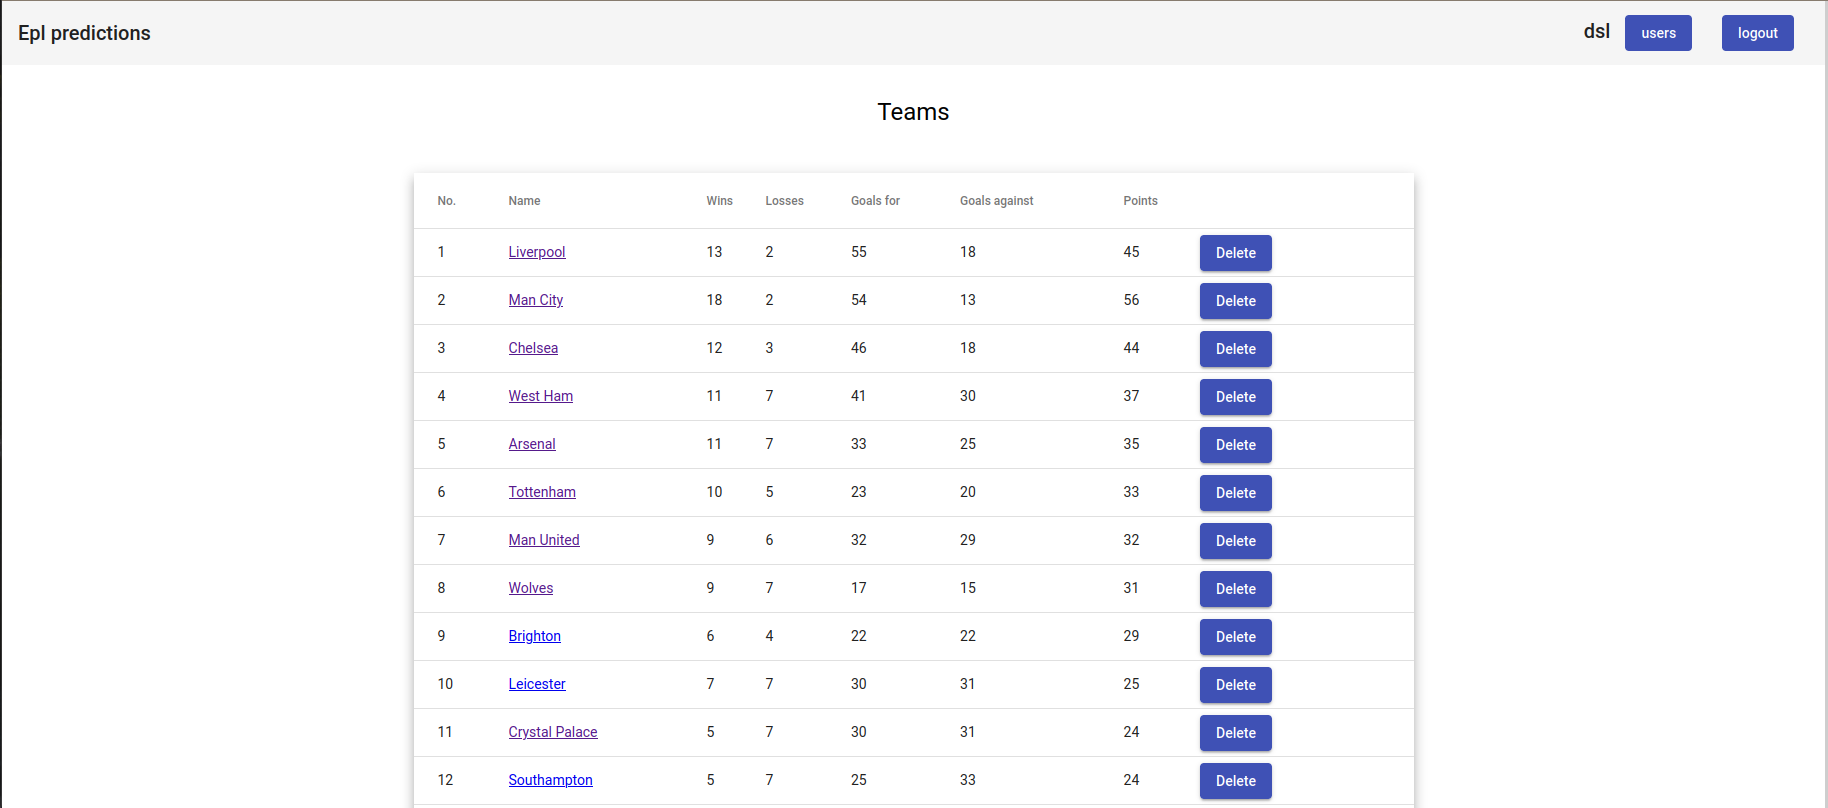 Epl predictions dsl users logout
Teams
No. Name Wins Losses Goals for Goals against Points
1 Liverpool 13 2 55 18 45 Delete
2 Man City 18 2 54 13 56 Delete
3 Chelsea 12 3 46 18 44 Delete
4 West Ham 11 7 41 30 37 Delete
5 Arsenal 11 7 33 25 35 Delete
6 Tottenham 10 5 23 20 33 Delete
7 Man United 9 6 32 29 32 Delete
8 Wolves 9 7 17 15 31 Delete
9 Brighton 6 4 22 22 29 Delete
10 Leicester 7 7 30 31 25 Delete
11 Crystal Palace 5 7 30 31 24 Delete
12 Southampton 5 7 25 33 24 Delete